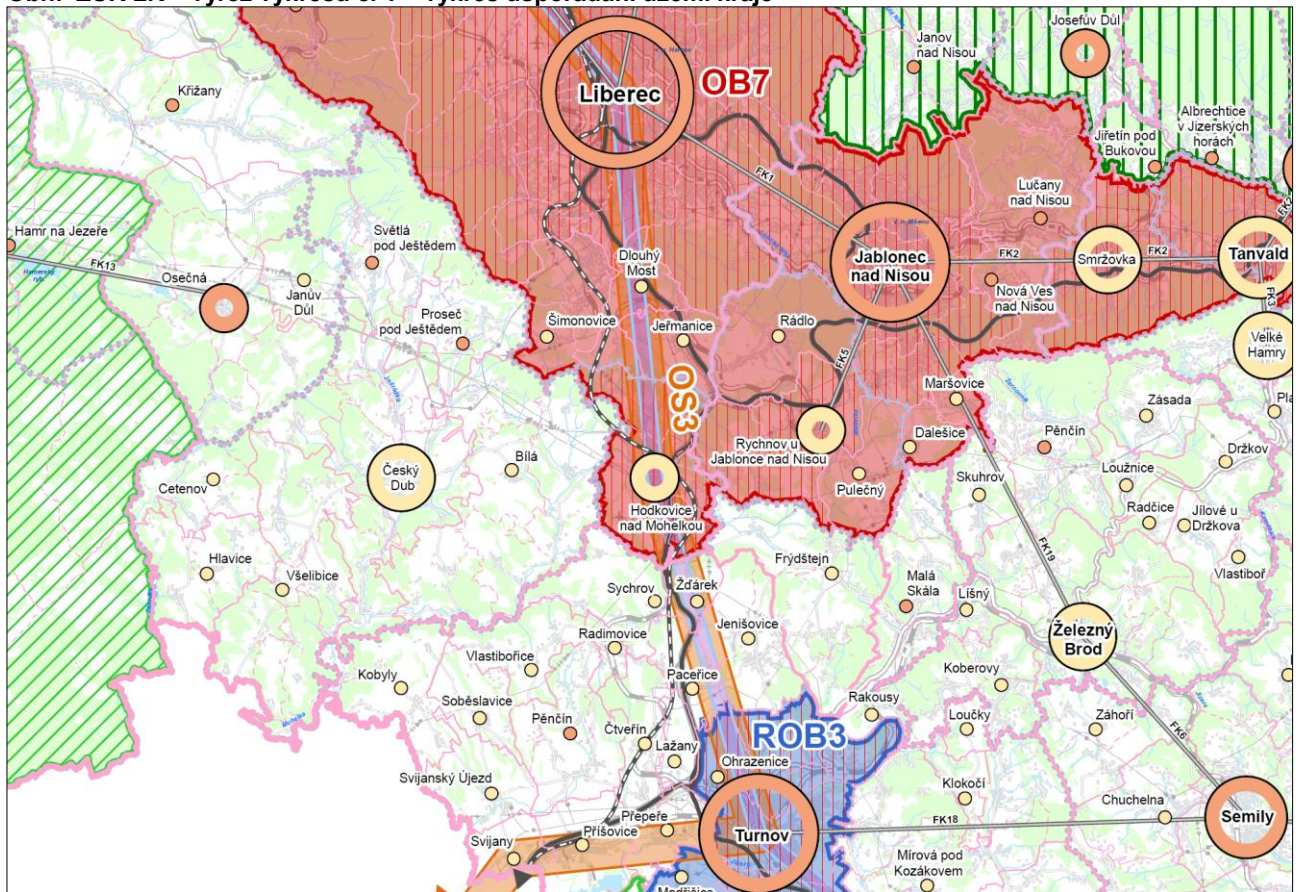 Josefův Důl
Janov
nad Nisou
Liberec
OB7
Křižany
Albrechtice
v Jizerských
horách
Jiřetín pod
Bukovou
FK1
Lučany
nad Nisou
Hamr na Jezeře
Světlá
pod Ještědem
FK13
Osečná
Janův
Důl
Dlouhý
Most
Jablonec
nad Nisou
FK2
Smržovka
FK2
Tanvald
Nová Ves
nad Nisou
FK3
Proseč
pod Ještědem
Šimonovice
Jeřmanice
Rádlo
Velké
Hamry
FK5
OS3
Maršovice
Zásada
Rychnov u
Jablonce nad Nisou
Dalešice
Pěnčín
Držkov
Český
Dub
Bílá
Cetenov
Pulečný
Skuhrov
Loužnice
Hodkovice
nad Mohelkou
Radčice
Jílové u
Držkova
FK19
Hlavice
Všelibice
Frýdštejn
Vlastiboř
Sychrov
Žďárek
Malá
Skála
Líšný
Radimovice
Jenišovice
Železný
Brod
Vlastibořice
Kobyly
Paceřice
Koberovy
Soběslavice
Rakousy
Pěnčín
Čtveřín
ROB3
Loučky
Záhoří
FK6
Lažany
Ohrazenice
Svijanský Újezd
Klokočí
Chuchelna
Přepeře
Turnov
FK18
Semily
Svijany
Příšovice
Mírová pod
Kozákovem
Mohelka